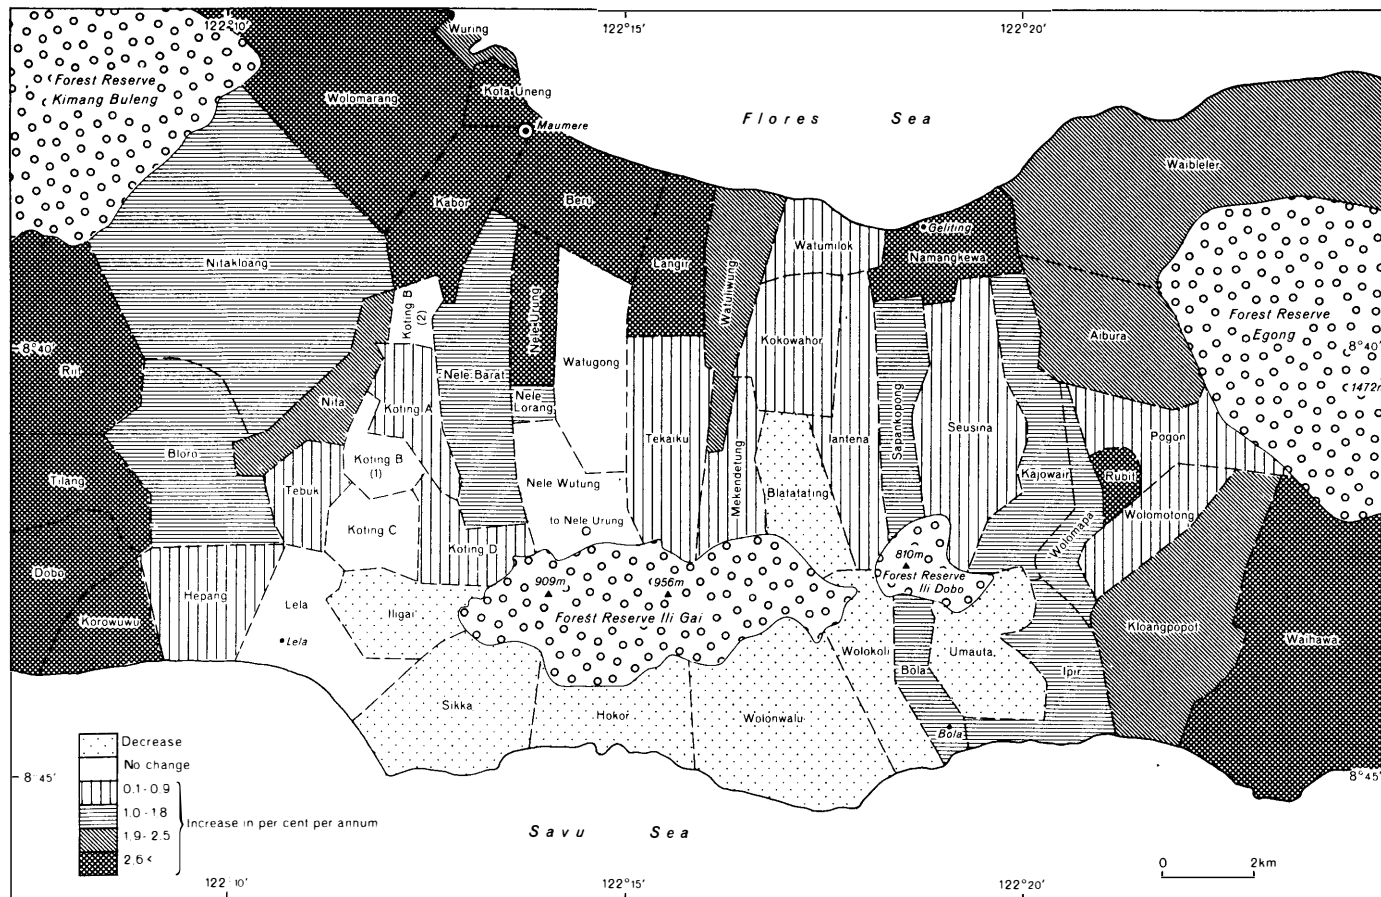 122°10'
122°15'
122°20'
Wuring
Forest Reserve
Kimang Buleng
Wolomarang
Kota-Uneng
Maumere
Flores Sea
Waibleler
Kabor
Beru
Geliting
Namangkewa
Watumilok
Nitakloang
Langir
Watuliwung
Koting B
(2)
Nele-Urung
Watugong
Kokowahor
Aibura
Forest Reserve
Egong
8°40'
8°40'
1472m
Riit
Nita
Koting A
Nele Barat
Nele
Lorang
Tekaiku
Mekendetung
Iantena
Seusina
Pogon
Bloro
Koting B
(1)
Kajowair
Rubit
Tilang
Tebuk
Nele Wutung
Blatatating
Wolomotong
Wolomapa
Koting C
to Nele Urung
Koting D
810m
Forest Reserve
Ili Dobo
Dobo
Hepang
Lela
Iligai
909m
956m
Forest Reserve Ili Gai
Korowuwu
Lela
Wolokoli
Bola
Umauta
Ipir
Kloangpopot
Waihawa
Sikka
Hokor
Wolonwalu
Bola
Decrease
No change
8°45'
8°45'
0.1-0.9
1.0-1.8
Increase in per cent per annum
1.9-2.5
2.6 <
Savu Sea
0 2km
122°10'
122°15'
122°20'